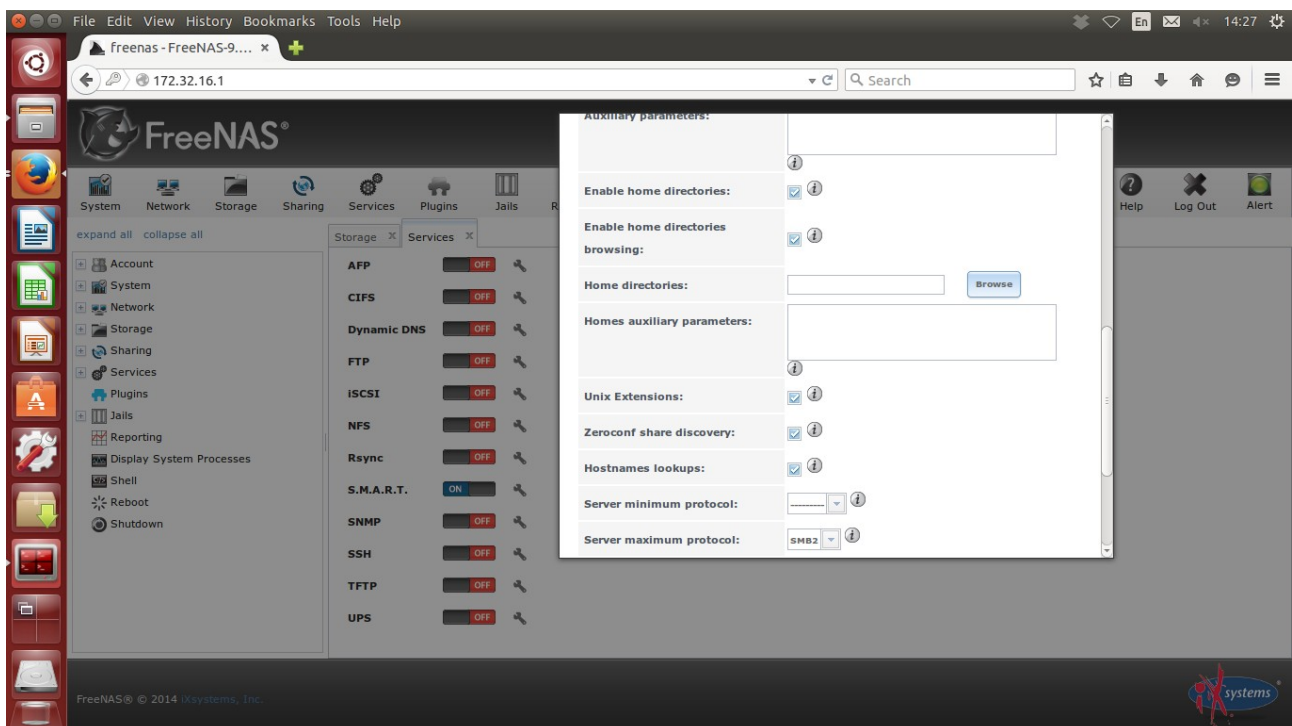 File Edit View History Bookmarks Tools Help
En
14:27
freenas - FreeNAS-9....
172.32.16.1
Search
FreeNAS®
System
Network
Storage
Sharing
Services
Plugins
Jails
R
Help
Log Out
Alert
expand all collapse all
Account
System
Network
Storage
Sharing
Services
Plugins
Jails
Reporting
Display System Processes
Shell
Reboot
Shutdown
Storage X
Services X
AFP OFF
CIFS OFF
Dynamic DNS OFF
FTP OFF
iSCSI OFF
NFS OFF
Rsync OFF
S.M.A.R.T. ON
SNMP OFF
SSH OFF
TFTP OFF
UPS OFF
Auxiliary parameters:
Enable home directories:
Enable home directories
browsing:
Home directories:
Browse
Homes auxiliary parameters:
Unix Extensions:
Zeroconf share discovery:
Hostnames lookups:
Server minimum protocol: ---------
Server maximum protocol: SMB2
FreeNAS® © 2014 iXsystems, Inc.
iX systems